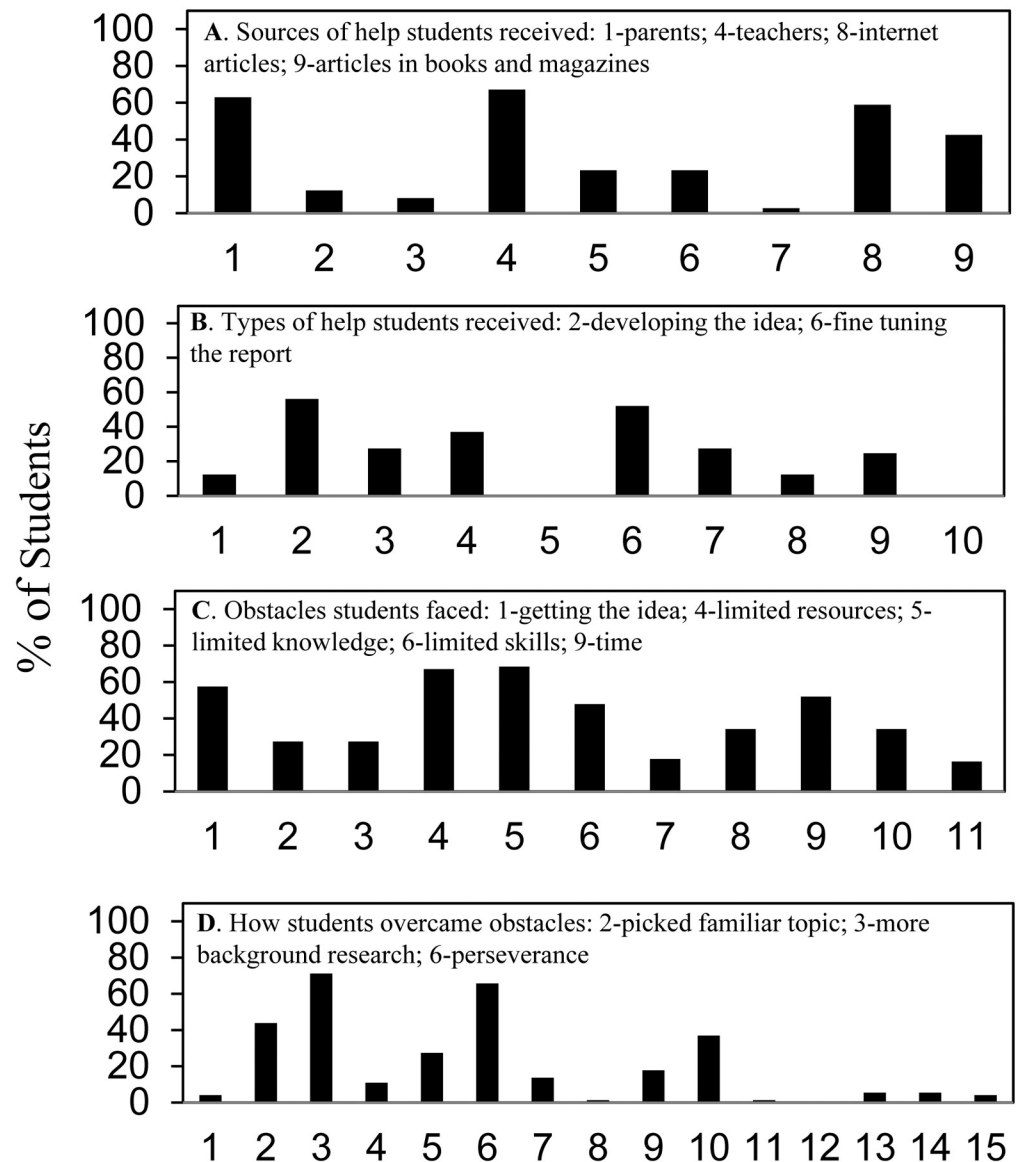 % of Students
A. Sources of help students received: 1-parents; 4-teachers; 8-internet
articles; 9-articles in books and magazines
100
80
60
40
20
0
1 2 3 4 5 6 7 8 9
B. Types of help students received: 2-developing the idea; 6-fine tuning
the report
100
80
60
40
20
0
1 2 3 4 5 6 7 8 9 10
C. Obstacles students faced: 1-getting the idea; 4-limited resources; 5-
limited knowledge; 6-limited skills; 9-time
100
80
60
40
20
0
1 2 3 4 5 6 7 8 9 10 11
D. How students overcame obstacles: 2-picked familiar topic; 3-more
background research; 6-perseverance
100
80
60
40
20
0
1 2 3 4 5 6 7 8 9 10 11 12 13 14 15